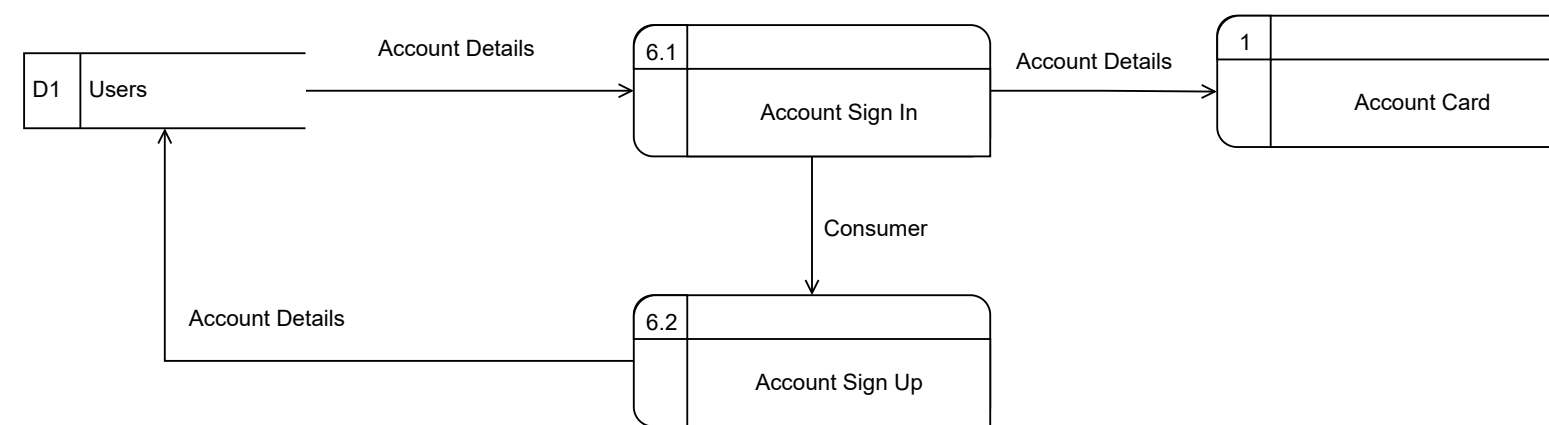 Account Details
6.1
1
D1
Users
Account Details
Account Sign In
Account Card
Consumer
Account Details
6.2
Account Sign Up